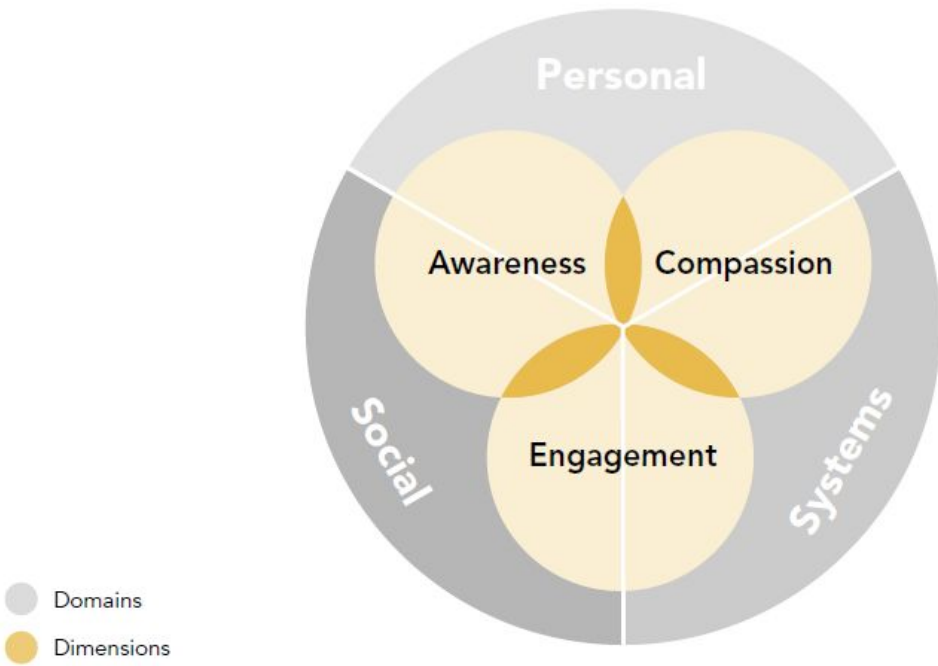 Personal
Awareness
Compassion
Social
Engagement
Systems
Domains
Dimensions